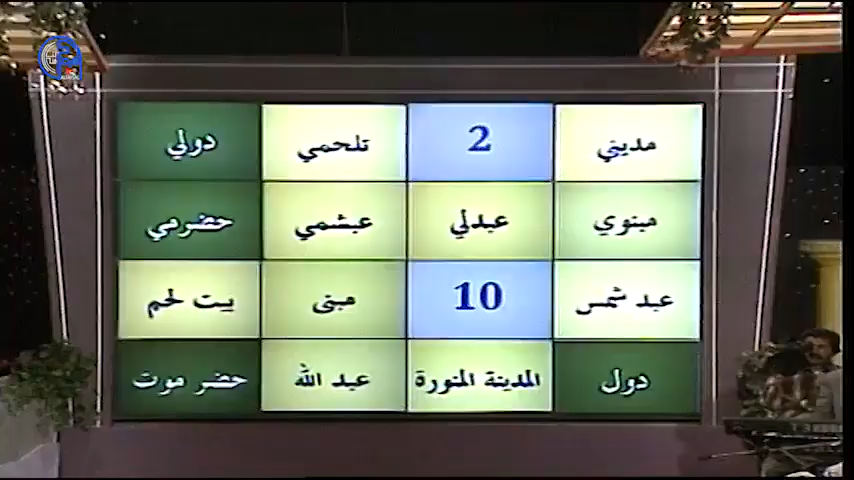 مديني 2 تلحمي دولي
مبنوي عبدلي عبشمي حضرمي
عبد شمس 10 مبنى بيت لحم
دول المدينة المنورة عبد الله حضر موت